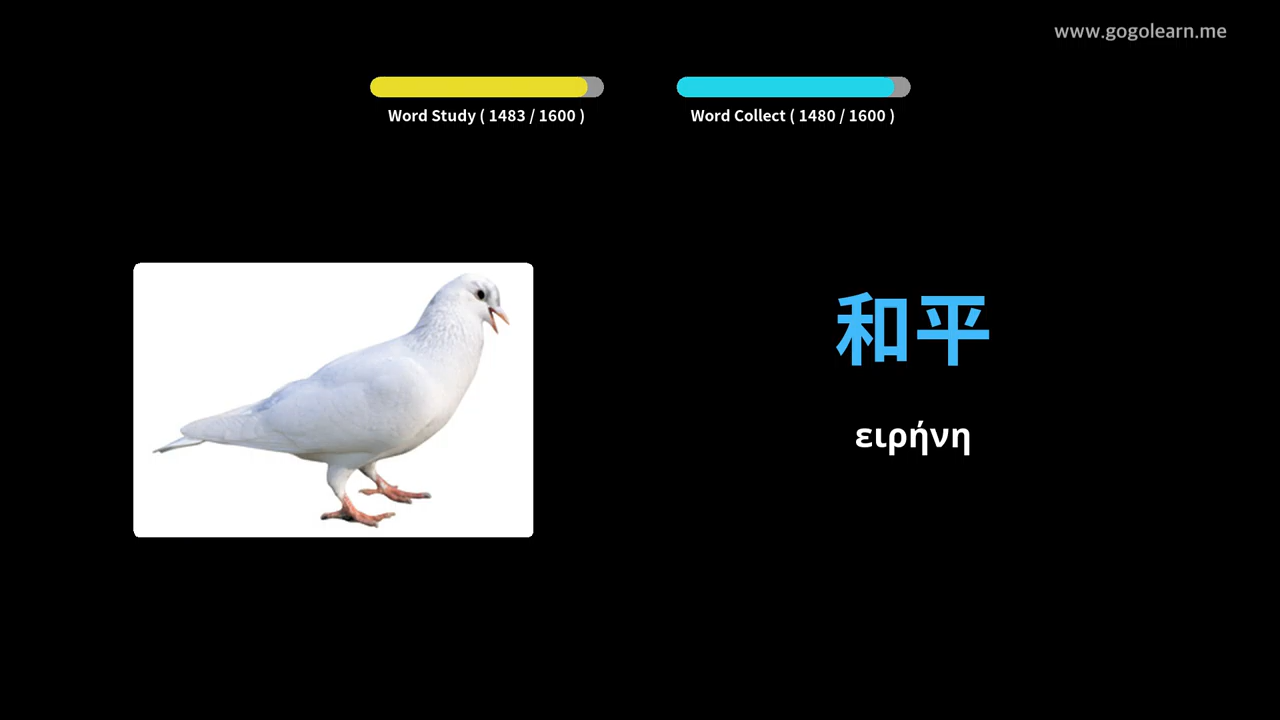 www.gogolearn.me
Word Study ( 1483 / 1600 )
Word Collect ( 1480 / 1600 )
和平
ειρήνη